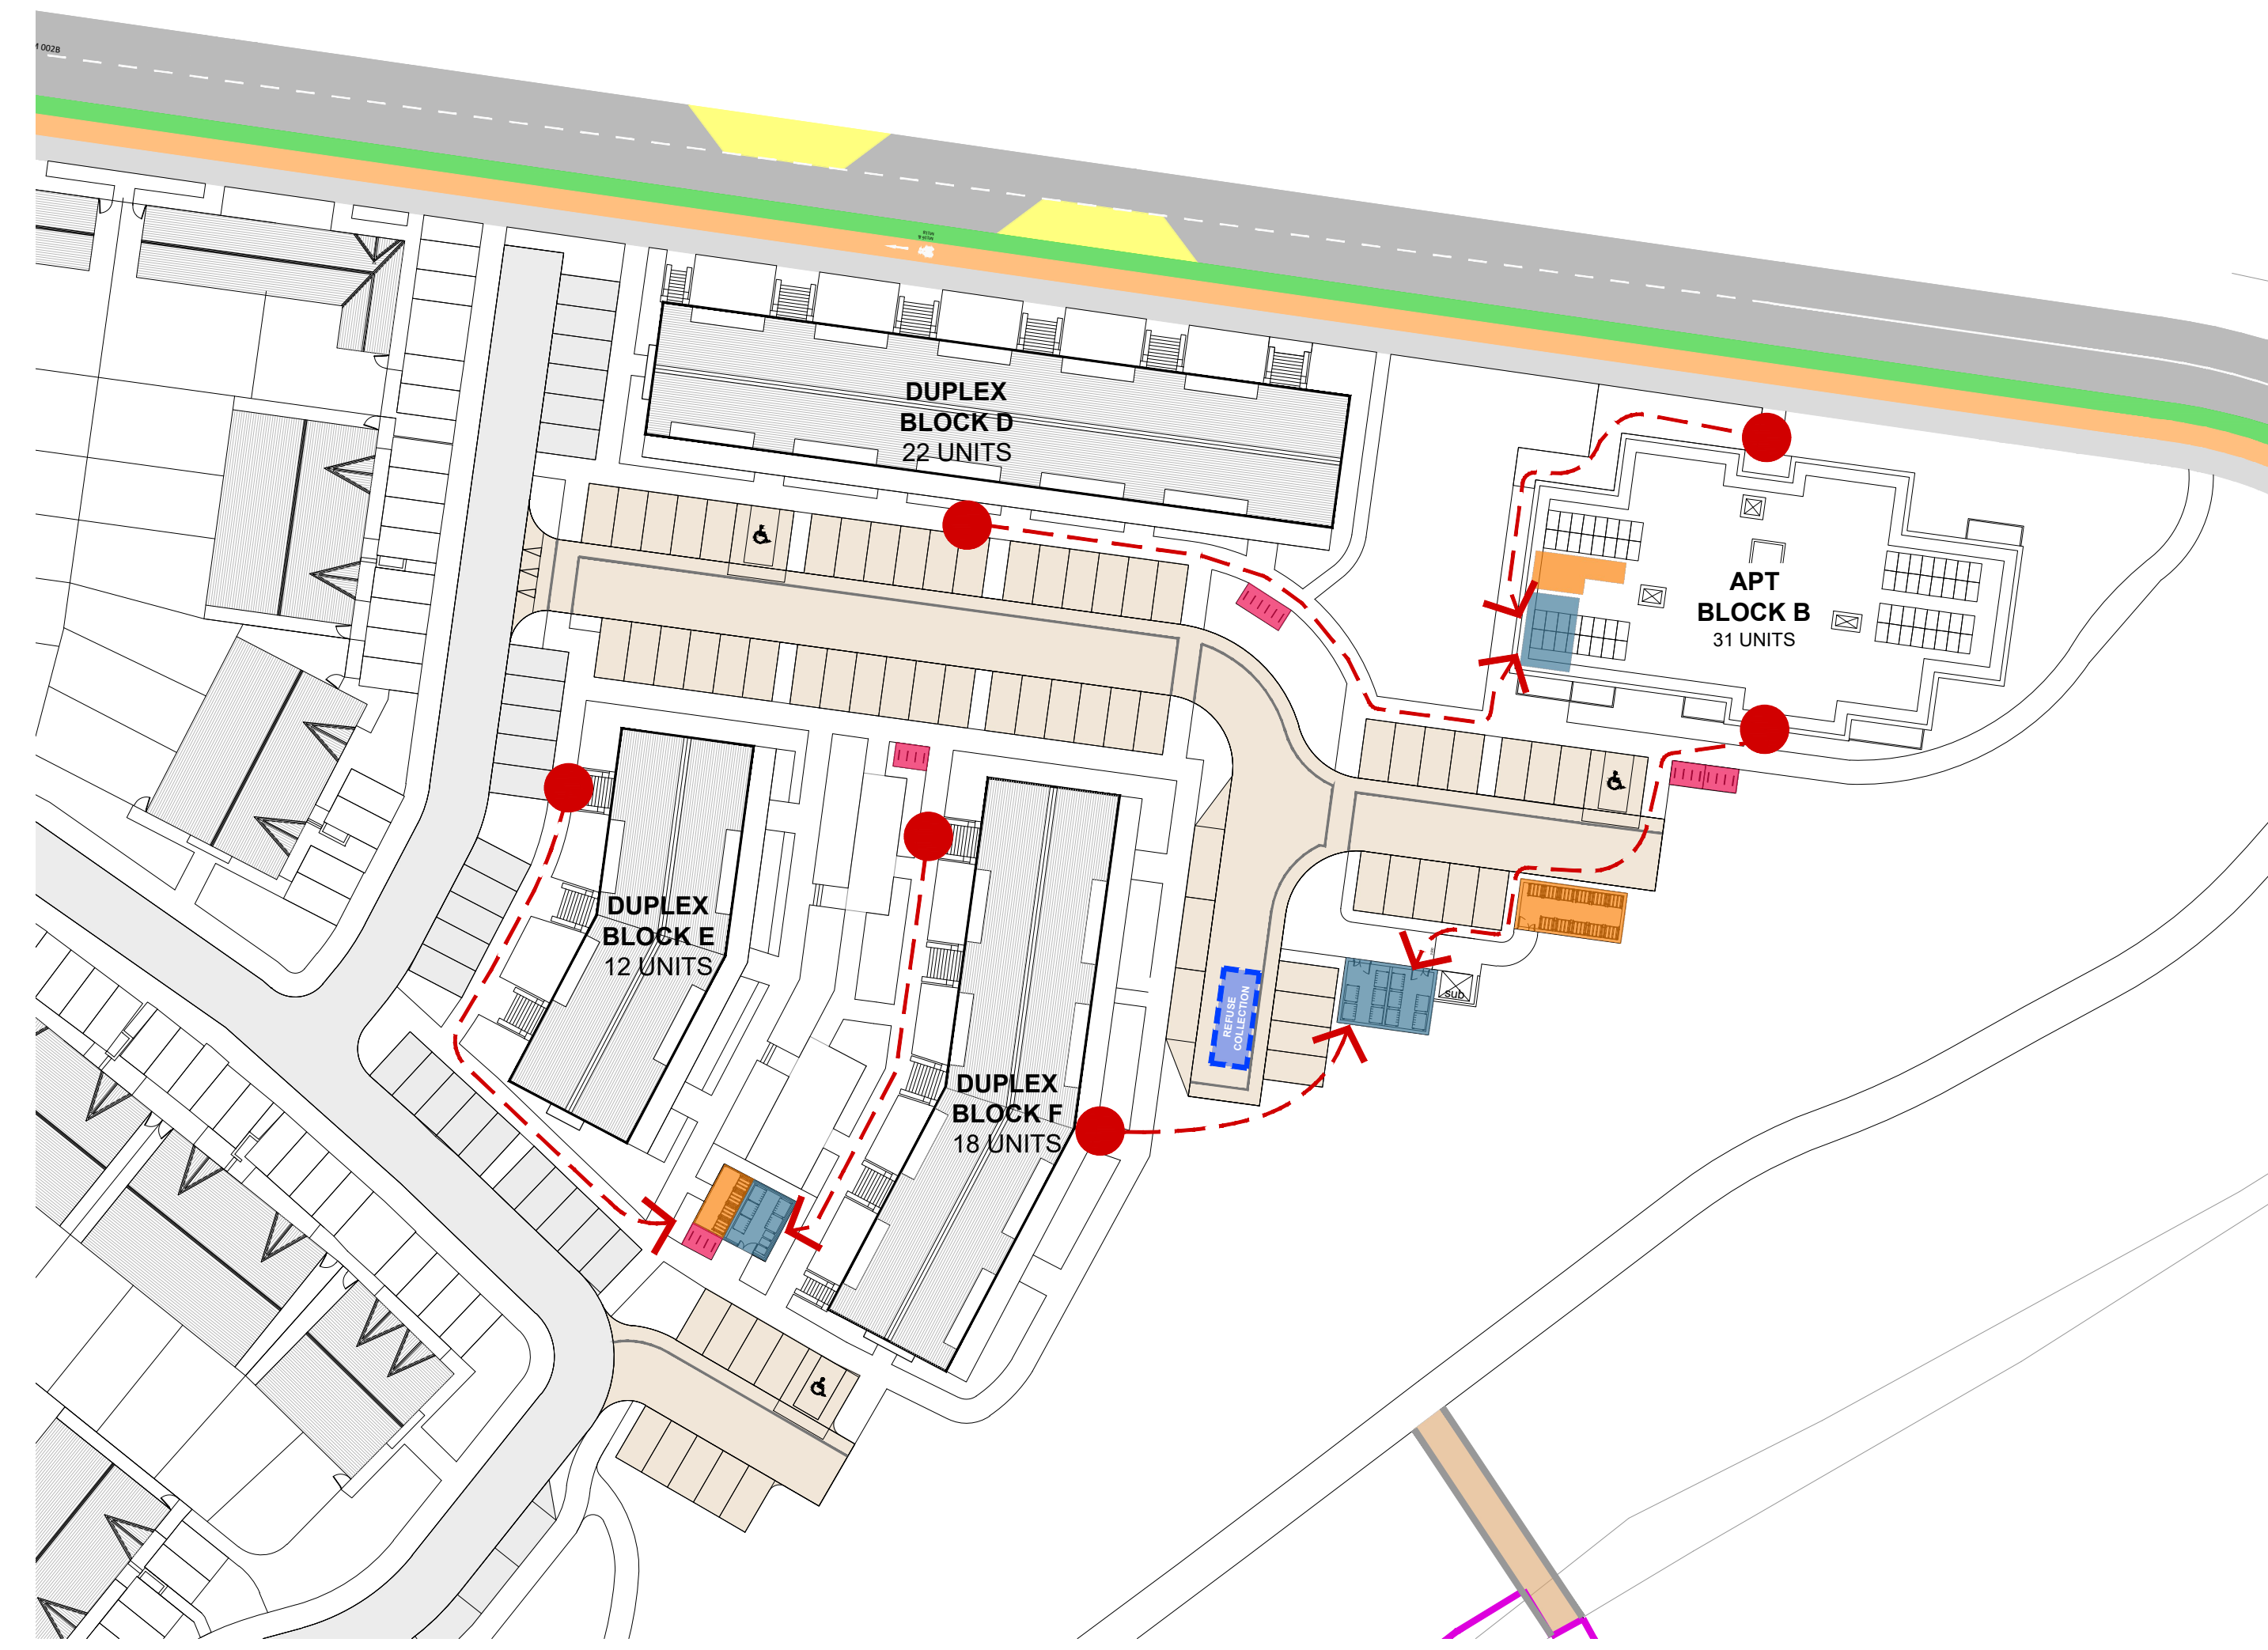 DUPLEX
BLOCK D
22 UNITS
APT
BLOCK B
31 UNITS
DUPLEX
BLOCK E
12 UNITS
REFUSE
COLLECTION
SUB
DUPLEX
BLOCK F
18 UNITS